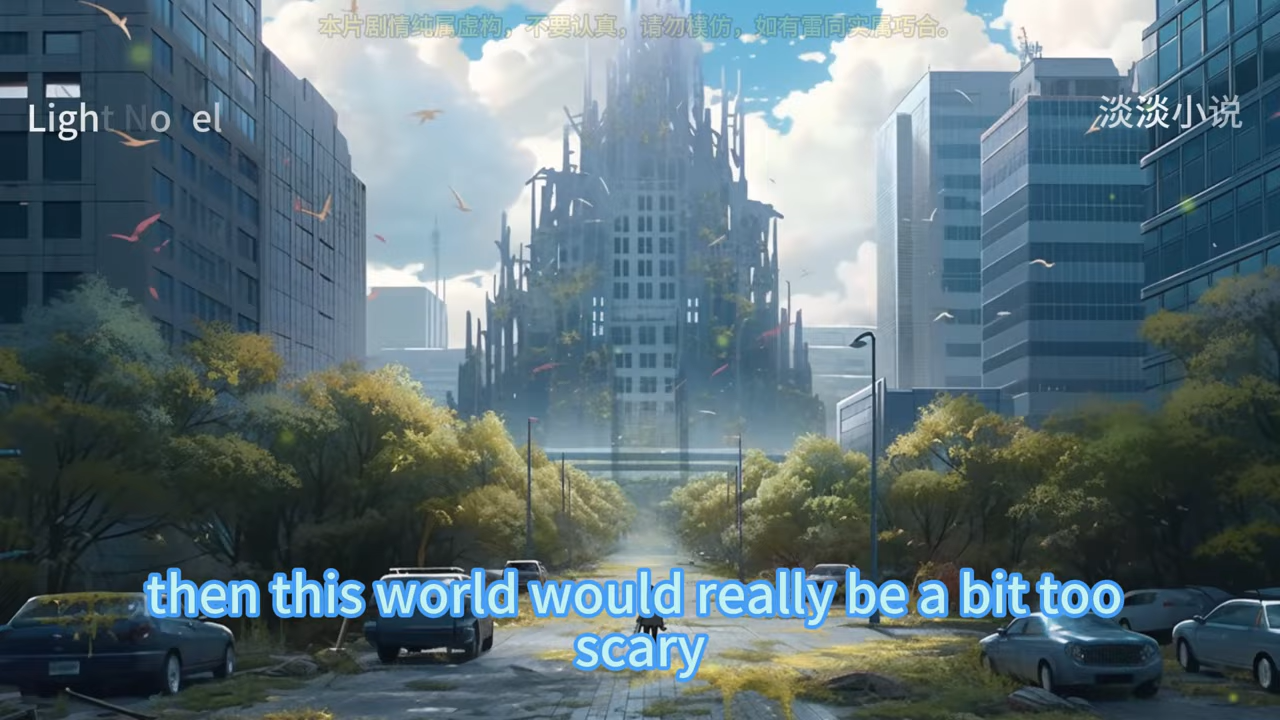 本片剧情纯属虚构，不要认真，请勿模仿，如有雷同实属巧合。
Light No el
淡淡小说
then this world would really be a bit too
scary